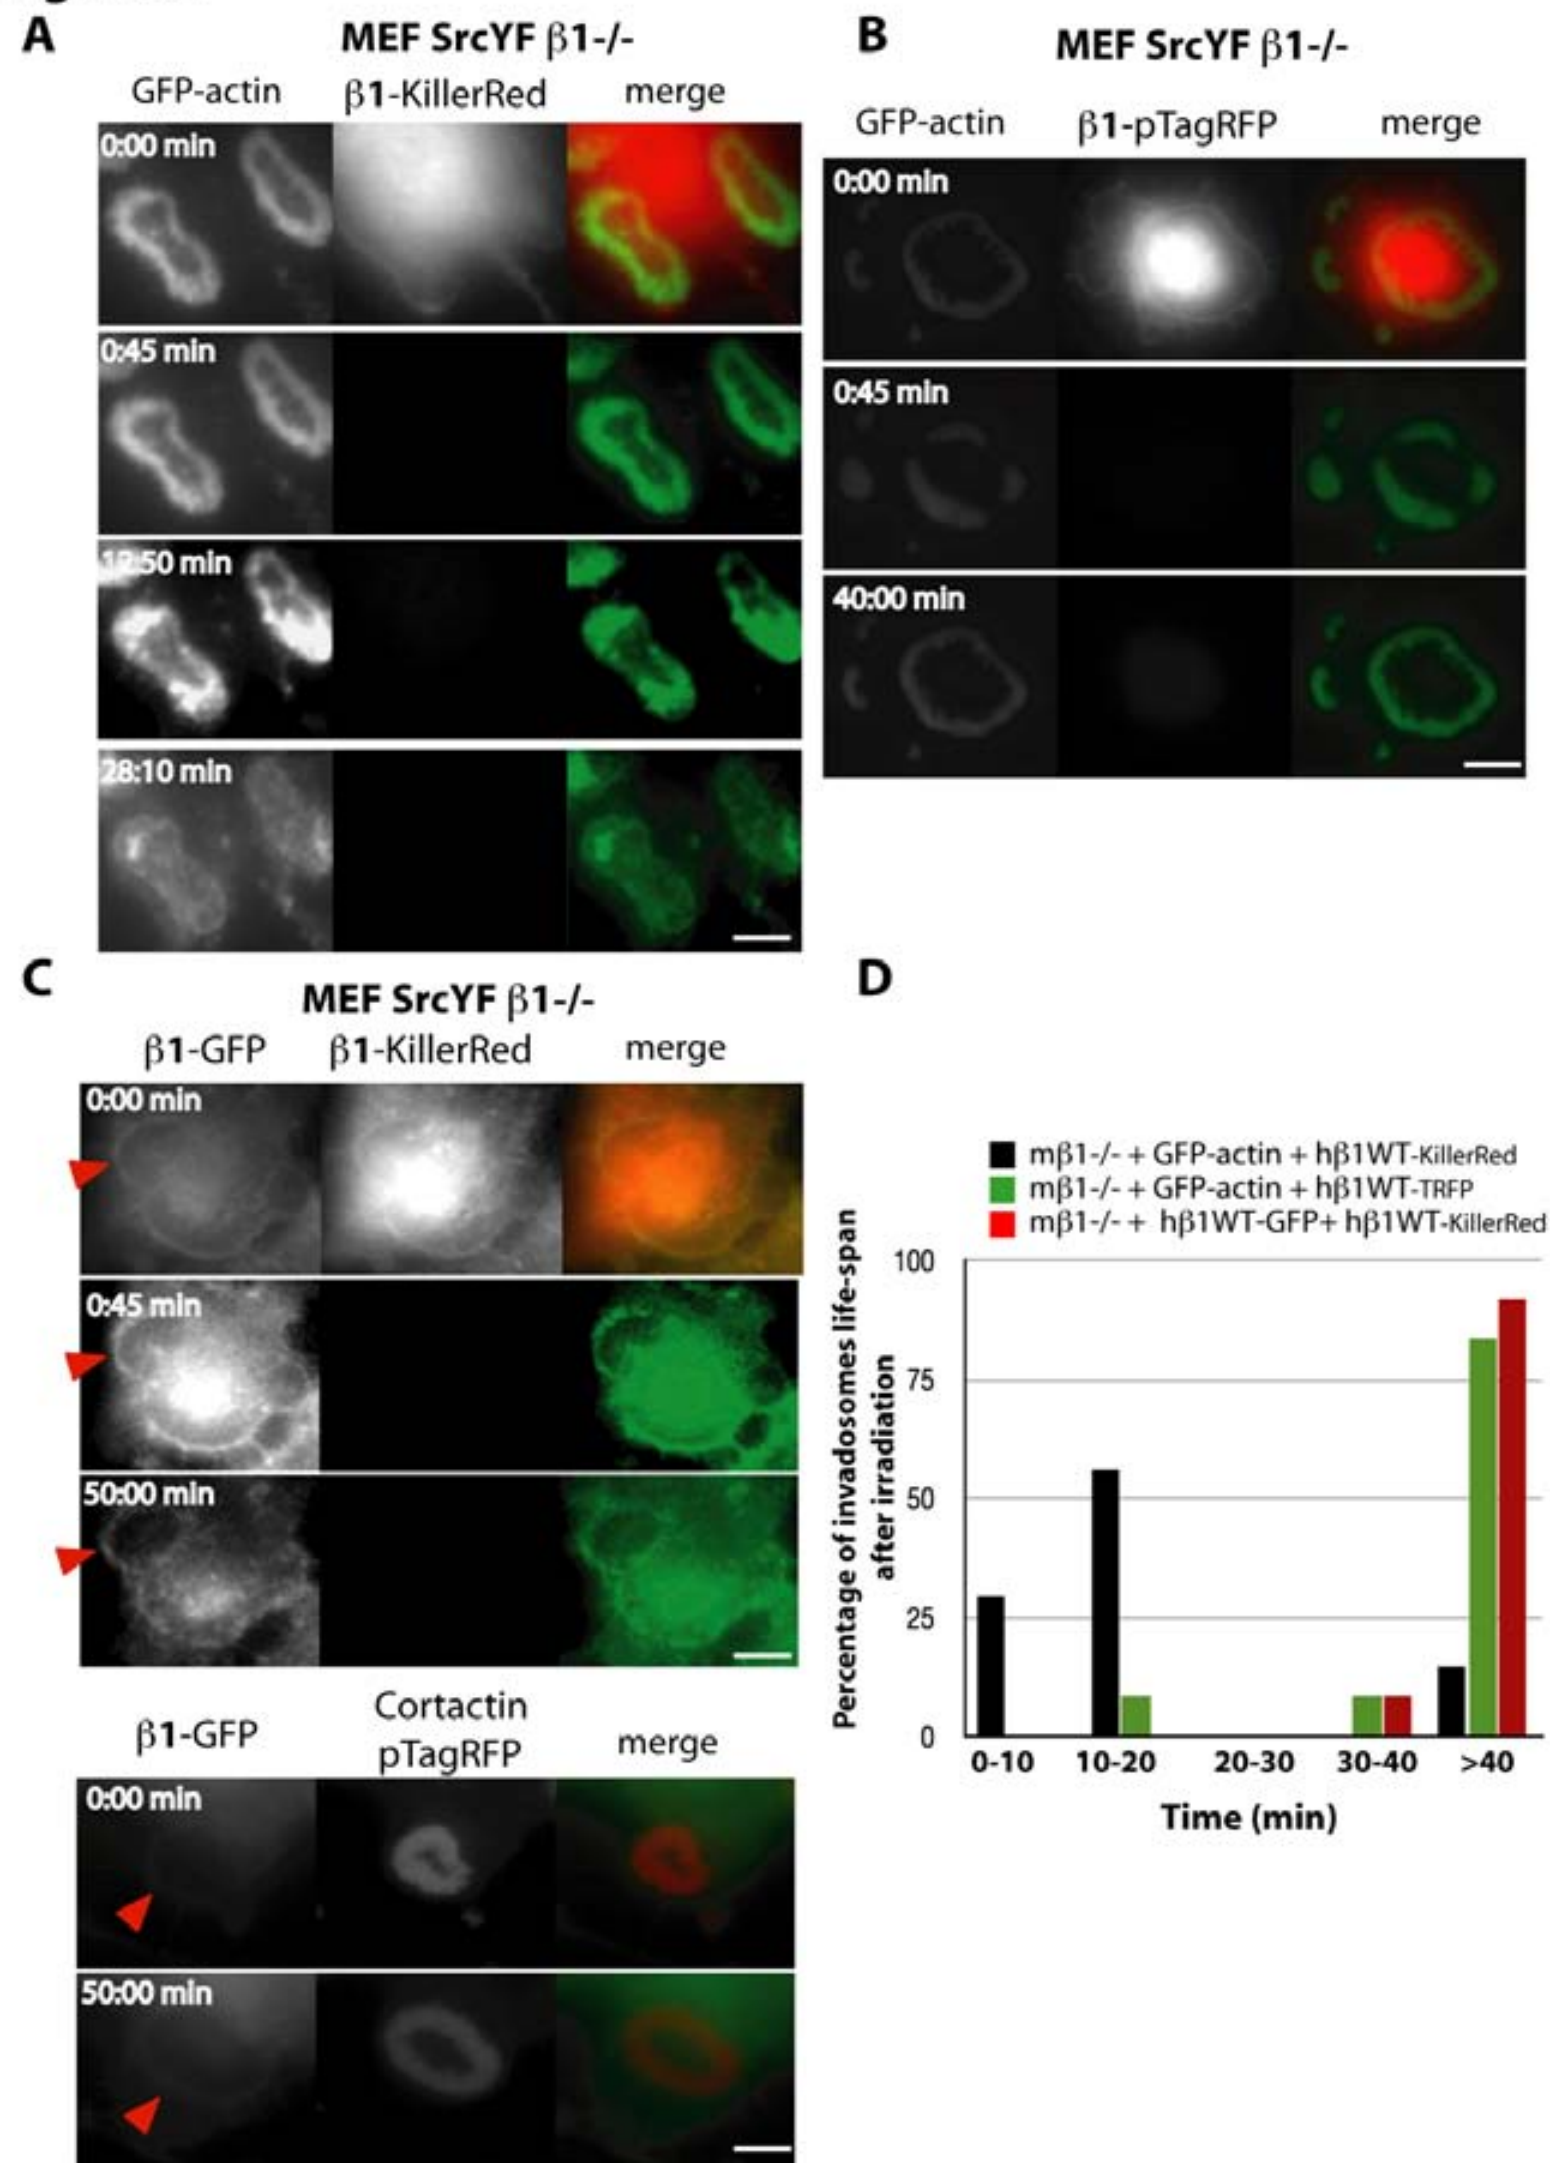 A
MEF SrcYF β1-/-
GFP-actin β1-KillerRed merge
0:00 min
0:45 min
12:50 min
28:10 min
B
MEF SrcYF β1-/-
GFP-actin β1-pTagRFP merge
0:00 min
0:45 min
40:00 min
C
MEF SrcYF β1-/-
β1-GFP β1-KillerRed merge
0:00 min
0:45 min
50:00 min
β1-GFP Cortactin pTagRFP merge
0:00 min
50:00 min
D
mβ1-/- + GFP-actin + hβ1WT-KillerRed
mβ1-/- + GFP-actin + hβ1WT-TRFP
mβ1-/- + hβ1WT-GFP+ hβ1WT-KillerRed
Percentage of invadosomes life-span
after irradiation
100
75
50
25
0
0-10 10-20 20-30 30-40 >40
Time (min)